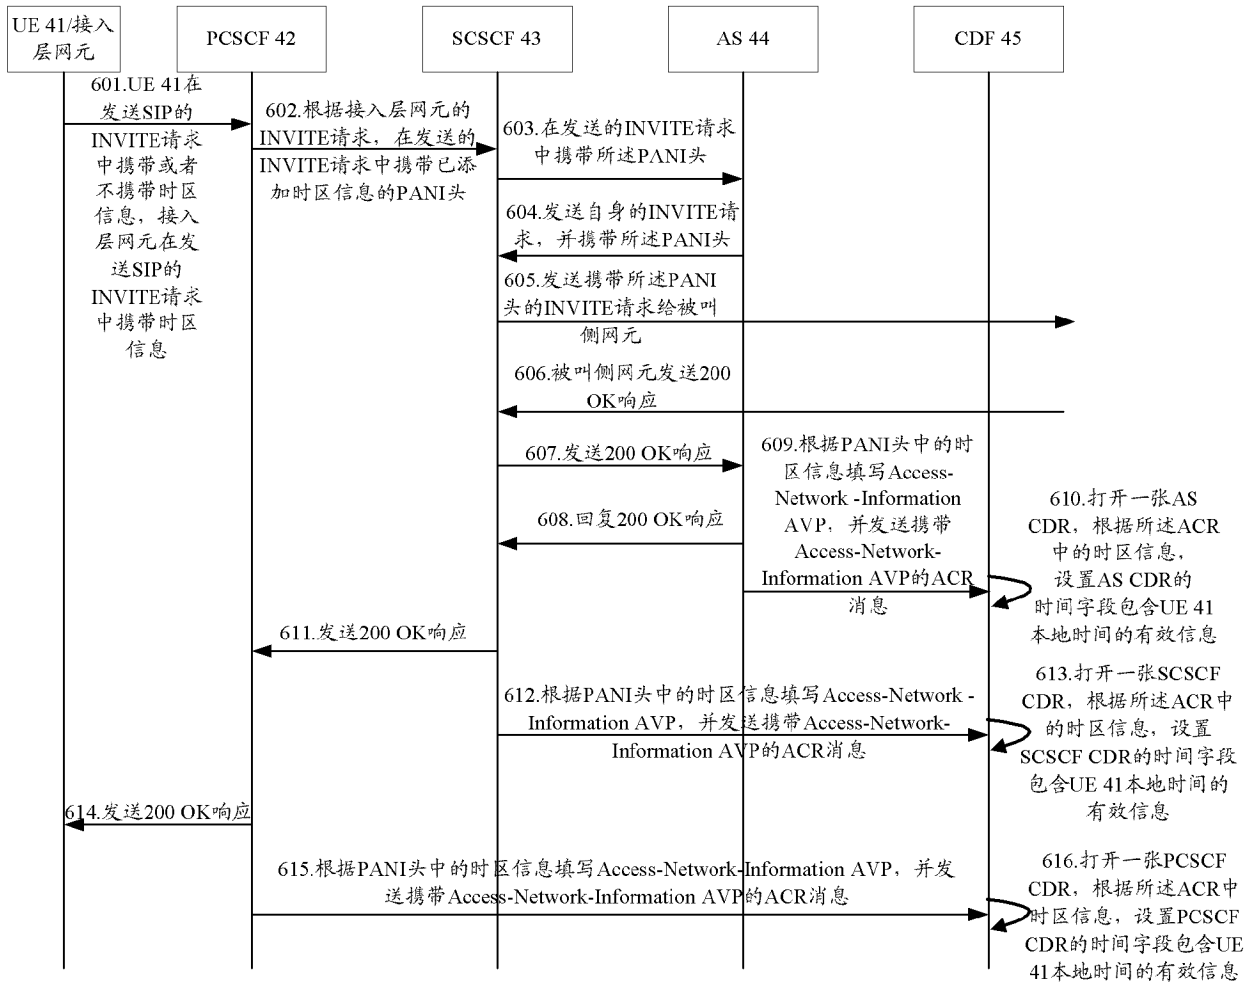 UE 41/接入
层网元
PCSCF 42
SCSCF 43
AS 44
CDF 45
601.UE 41在
发送SIP的
INVITE请求
中携带或者
不携带时区
信息，接入
层网元在发
送SIP的
INVITE请求
中携带时区
信息
602.根据接入层网元的
INVITE请求，在发送的
INVITE请求中携带已添
加时区信息的PANI头
603.在发送的INVITE请求
中携带所述PANI头
604.发送自身的INVITE请
求，并携带所述PANI头
605.发送携带所述PANI
头的INVITE请求给被叫
侧网元
606.被叫侧网元发送200
OK响应
607.发送200 OK响应
608.回复200 OK响应
609.根据PANI头中的时
区信息填写Access-
Network -Information
AVP，并发送携带
Access-Network-
Information AVP的ACR
消息
610.打开一张AS
CDR，根据所述ACR
中的时区信息，
设置AS CDR的
时间字段包含UE 41
本地时间的有效信息
611.发送200 OK响应
612.根据PANI头中的时区信息填写Access-Network -
Information AVP，并发送携带Access-Network-
Information AVP的ACR消息
613.打开一张SCSCF
CDR，根据所述ACR中
的时区信息，设置
SCSCF CDR的时间字段
包含UE 41本地时间的
有效信息
614.发送200 OK响应
615.根据PANI头中的时区信息填写Access-Network-Information AVP，并发
送携带Access-Network-Information AVP的ACR消息
616.打开一张PCSCF
CDR，根据所述ACR中
时区信息，设置PCSCF
CDR的时间字段包含UE
41本地时间的有效信息